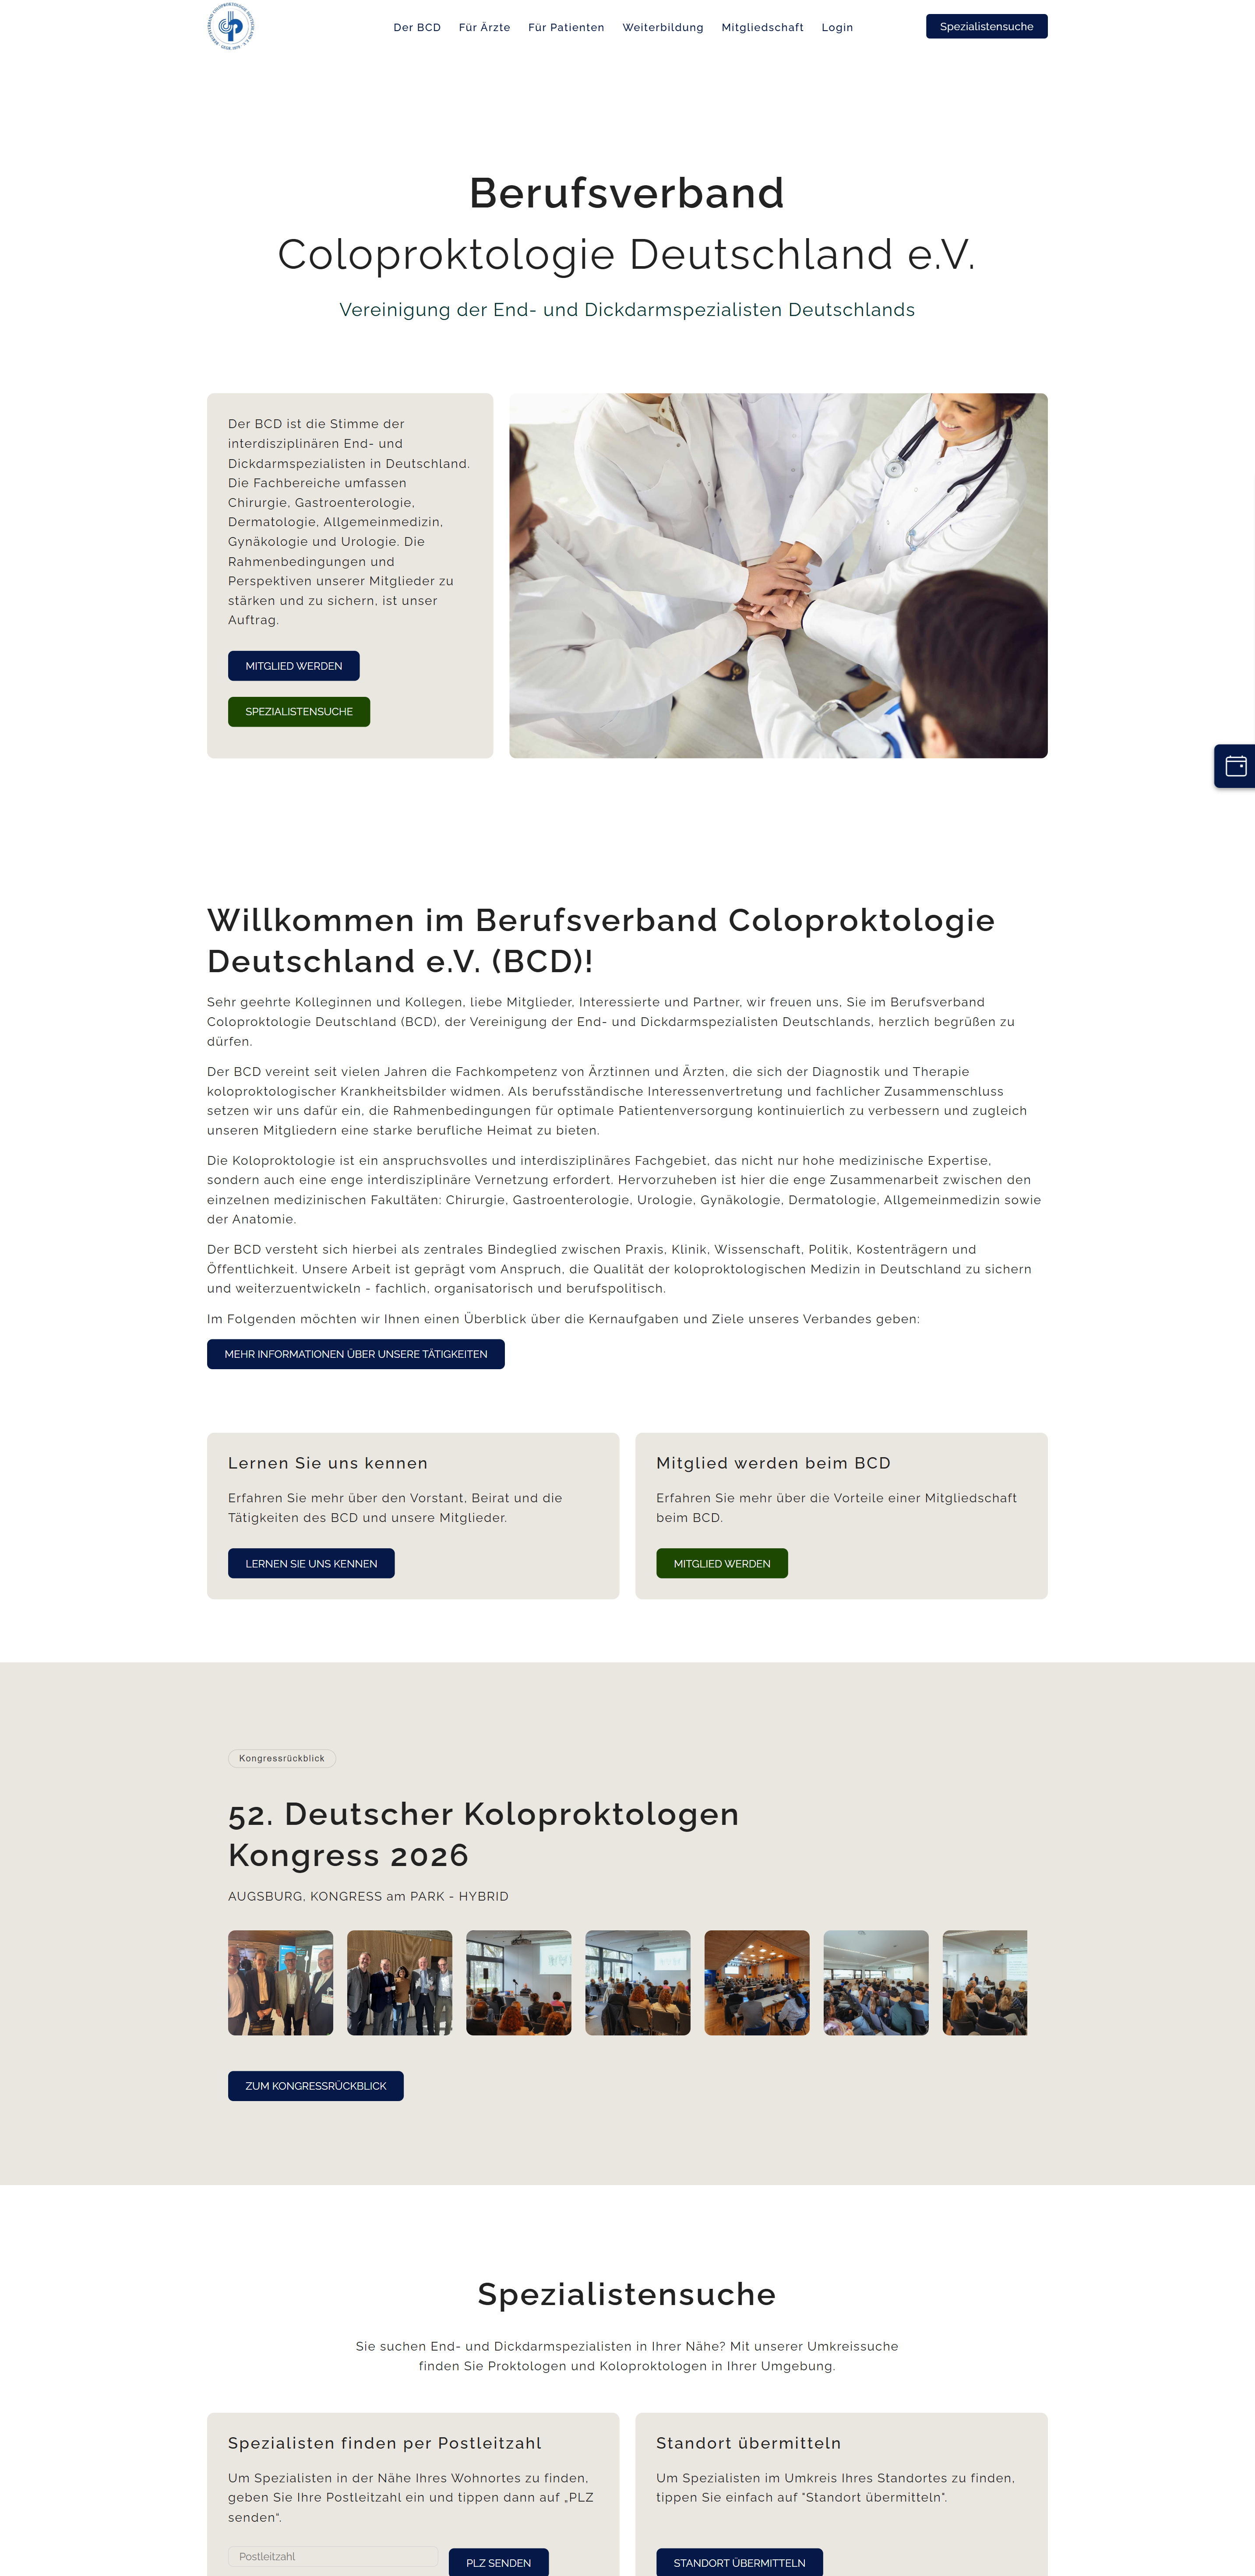 Der BCD
Für Ärzte
Für Patienten
Weiterbildung
Mitgliedschaft
Login
Spezialistensuche
Berufsverband
Coloproktologie Deutschland e.V.
Vereinigung der End- und Dickdarmspezialisten Deutschlands
Der BCD ist die Stimme der
interdisziplinären End- und
Dickdarmspezialisten in Deutschland.
Die Fachbereiche umfassen
Chirurgie, Gastroenterologie,
Dermatologie, Allgemeinmedizin,
Gynäkologie und Urologie. Die
Rahmenbedingungen und
Perspektiven unserer Mitglieder zu
stärken und zu sichern, ist unser
Auftrag.
MITGLIED WERDEN
SPEZIALISTENSUCHE
Willkommen im Berufsverband Coloproktologie
Deutschland e.V. (BCD)!
Sehr geehrte Kolleginnen und Kollegen, liebe Mitglieder, Interessierte und Partner, wir freuen uns, Sie im Berufsverband
Coloproktologie Deutschland (BCD), der Vereinigung der End- und Dickdarmspezialisten Deutschlands, herzlich begrüßen zu
dürfen.
Der BCD vereint seit vielen Jahren die Fachkompetenz von Ärztinnen und Ärzten, die sich der Diagnostik und Therapie
koloproktologischer Krankheitsbilder widmen. Als berufsständische Interessenvertretung und fachlicher Zusammenschluss
setzen wir uns dafür ein, die Rahmenbedingungen für optimale Patientenversorgung kontinuierlich zu verbessern und zugleich
unseren Mitgliedern eine starke berufliche Heimat zu bieten.
Die Koloproktologie ist ein anspruchsvolles und interdisziplinäres Fachgebiet, das nicht nur hohe medizinische Expertise,
sondern auch eine enge interdisziplinäre Vernetzung erfordert. Hervorzuheben ist hier die enge Zusammenarbeit zwischen den
einzelnen medizinischen Fakultäten: Chirurgie, Gastroenterologie, Urologie, Gynäkologie, Dermatologie, Allgemeinmedizin sowie
der Anatomie.
Der BCD versteht sich hierbei als zentrales Bindeglied zwischen Praxis, Klinik, Wissenschaft, Politik, Kostenträgern und
Öffentlichkeit. Unsere Arbeit ist geprägt vom Anspruch, die Qualität der koloproktologischen Medizin in Deutschland zu sichern
und weiterzuentwickeln - fachlich, organisatorisch und berufspolitisch.
Im Folgenden möchten wir Ihnen einen Überblick über die Kernaufgaben und Ziele unseres Verbandes geben:
MEHR INFORMATIONEN ÜBER UNSERE TÄTIGKEITEN
Lernen Sie uns kennen
Erfahren Sie mehr über den Vorstant, Beirat und die
Tätigkeiten des BCD und unsere Mitglieder.
LERNEN SIE UNS KENNEN
Mitglied werden beim BCD
Erfahren Sie mehr über die Vorteile einer Mitgliedschaft
beim BCD.
MITGLIED WERDEN
Kongressrückblick
52. Deutscher Koloproktologen
Kongress 2026
AUGSBURG, KONGRESS am PARK - HYBRID
ZUM KONGRESSRÜCKBLICK
Spezialistensuche
Sie suchen End- und Dickdarmspezialisten in Ihrer Nähe? Mit unserer Umkreissuche
finden Sie Proktologen und Koloproktologen in Ihrer Umgebung.
Spezialisten finden per Postleitzahl
Um Spezialisten in der Nähe Ihres Wohnortes zu finden,
geben Sie Ihre Postleitzahl ein und tippen dann auf „PLZ
senden“.
Postleitzahl
PLZ SENDEN
Standort übermitteln
Um Spezialisten im Umkreis Ihres Standortes zu finden,
tippen Sie einfach auf "Standort übermitteln".
STANDORT ÜBERMITTELN